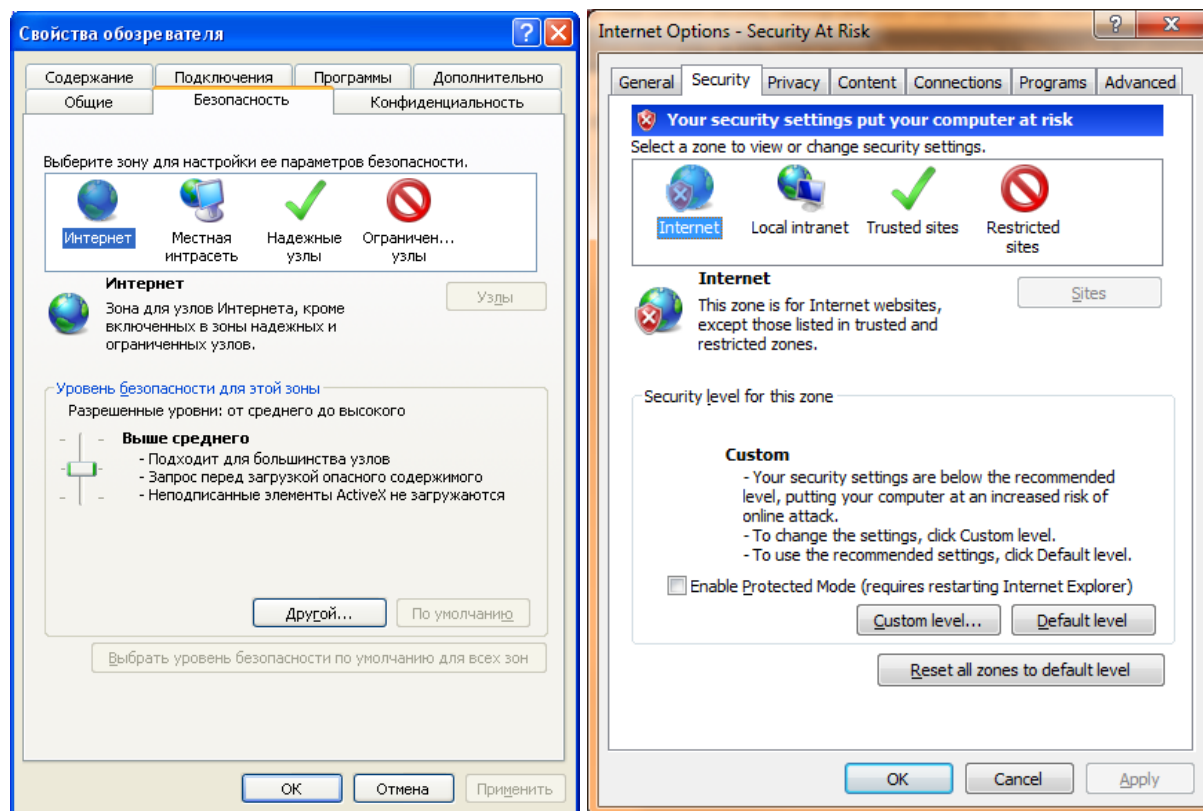 Свойства обозревателя
Содержание Подключения Программы Дополнительно
Общие Безопасность Конфиденциальность
Выберите зону для настройки ее параметров безопасности.
Интернет Местная интрасеть Надежные узлы Ограничен... узлы
Интернет
Узлы
Зона для узлов Интернета, кроме
включенных в зоны надежных и
ограниченных узлов.
Уровень безопасности для этой зоны
Разрешенные уровни: от среднего до высокого
Выше среднего
- Подходит для большинства узлов
- Запрос перед загрузкой опасного содержимого
- Неподписанные элементы ActiveX не загружаются
Другой... По умолчанию
Выбрать уровень безопасности по умолчанию для всех зон
OK Отмена Применить
Internet Options - Security At Risk
General Security Privacy Content Connections Programs Advanced
Your security settings put your computer at risk
Select a zone to view or change security settings.
Internet Local intranet Trusted sites Restricted sites
Internet
Sites
This zone is for Internet websites,
except those listed in trusted and
restricted zones.
Security level for this zone
Custom
- Your security settings are below the recommended
level, putting your computer at an increased risk of
online attack.
- To change the settings, click Custom level.
- To use the recommended settings, click Default level.
Enable Protected Mode (requires restarting Internet Explorer)
Custom level... Default level
Reset all zones to default level
OK Cancel Apply